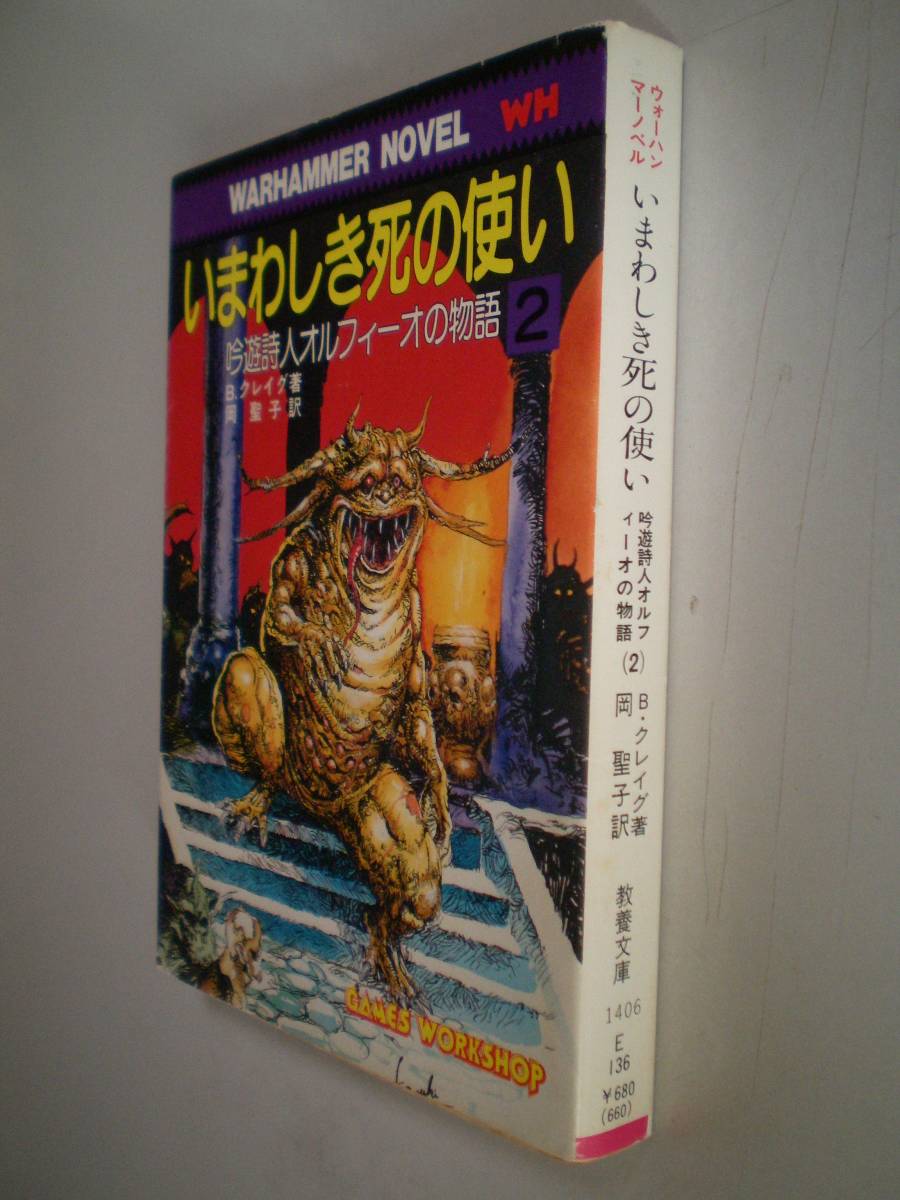 WARHAMMER NOVEL WH
いまわしき死の使い
吟遊詩人オルフィーオの物語 2
B.クレイグ著
岡 聖子 訳
GAMES WORKSHOP
ウォーハン
マーノベル
いまわしき死の使い
吟遊詩人オルフ
ィーオの物語 (2)
B・クレイグ著
岡 聖子訳
教養文庫
1406
E
136
¥680
(660)